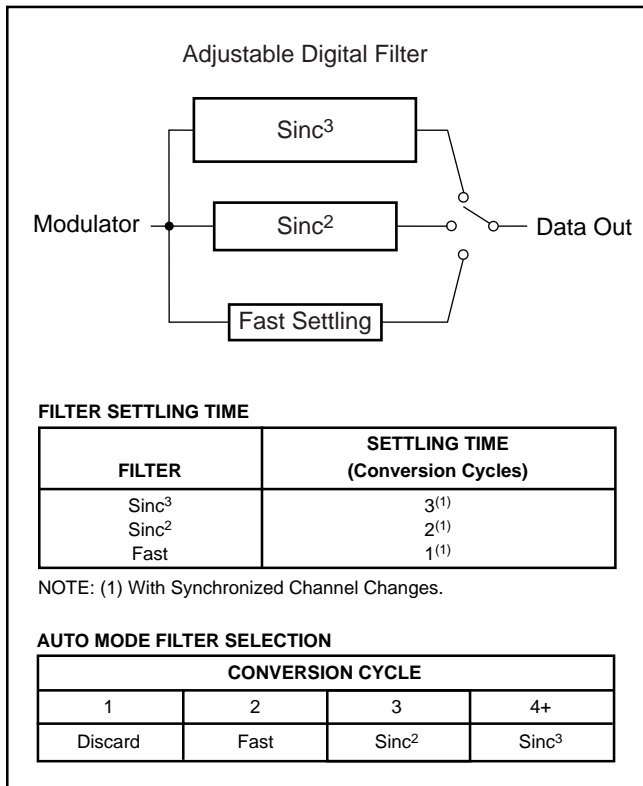 Adjustable Digital Filter
Sinc³
Modulator
Sinc²
Data Out
Fast Settling
FILTER SETTLING TIME
FILTER SETTLING TIME (Conversion Cycles)
Sinc³ 3⁽¹⁾
Sinc² 2⁽¹⁾
Fast 1⁽¹⁾
NOTE: (1) With Synchronized Channel Changes.
AUTO MODE FILTER SELECTION
CONVERSION CYCLE
1 2 3 4+
Discard Fast Sinc² Sinc³